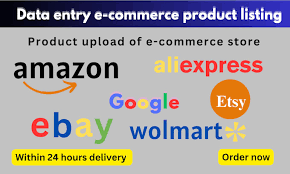 Data entry e-commerce product listing
Product upload of e-commerce store
amazon aliexpress
Google Etsy
ebay wolmart
Within 24 hours delivery Order now